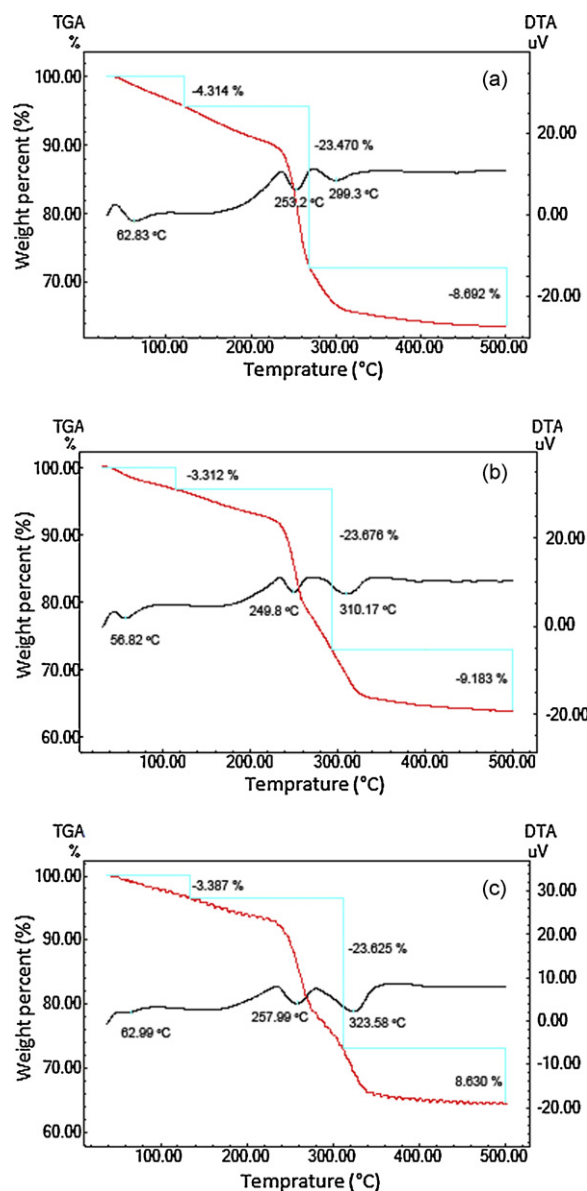 TGA DTA
% uV
(a)
100.00
-4.314 %
90.00 20.00
-23.470 %
253.2 °C 299.3 °C
80.00 0.00
62.83 °C
70.00
-8.692 %
-20.00
Weight percent (%)
100.00 200.00 300.00 400.00 500.00
Temprature (°C)
TGA DTA
% uV
100.00 (b)
-3.312 %
90.00 20.00
-23.676 %
80.00
249.8 °C 310.17 °C
0.00
56.82 °C
70.00
-9.183 %
-20.00
60.00
Weight percent (%)
100.00 200.00 300.00 400.00 500.00
Temprature (°C)
TGA DTA
% uV
100.00 (c)
-3.387 %
30.00
90.00 20.00
-23.625 %
10.00
80.00
257.99 °C 323.58 °C
0.00
62.99 °C
70.00 -10.00
8.630 %
-20.00
60.00
Weight percent (%)
100.00 200.00 300.00 400.00 500.00
Temprature (°C)